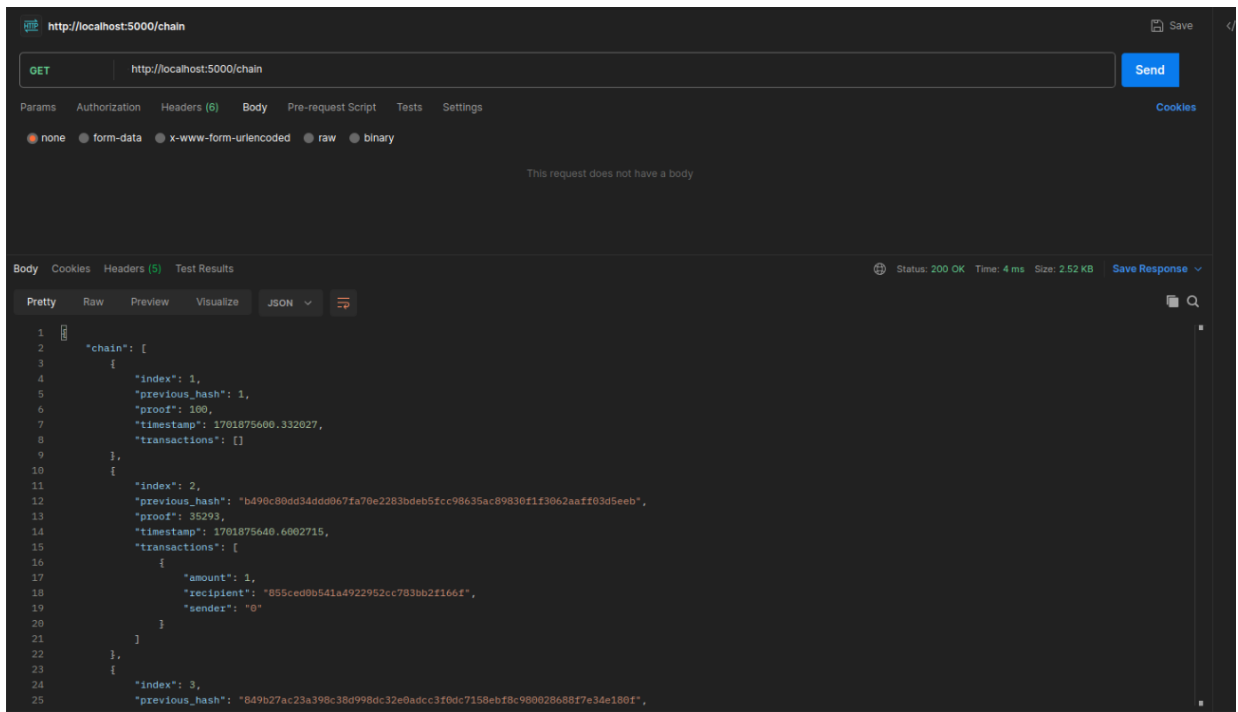 HTTP http://localhost:5000/chain Save </
GET http://localhost:5000/chain Send
Params Authorization Headers (6) Body Pre-request Script Tests Settings Cookies
none form-data x-www-form-urlencoded raw binary
This request does not have a body
Body Cookies Headers (5) Test Results Status: 200 OK Time: 4 ms Size: 2.52 KB Save Response
Pretty Raw Preview Visualize JSON
1 {
2 "chain": [
3 {
4 "index": 1,
5 "previous_hash": 1,
6 "proof": 100,
7 "timestamp": 1701875600.332027,
8 "transactions": []
9 },
10 {
11 "index": 2,
12 "previous_hash": "b490c80dd34ddd067fa70e2283bdeb5fcc98635ac89830f1f3062aaff03d5eeb",
13 "proof": 35293,
14 "timestamp": 1701875640.6002715,
15 "transactions": [
16 {
17 "amount": 1,
18 "recipient": "855ced0b541a4922952cc783bb2f166f",
19 "sender": "0"
20 }
21 ]
22 },
23 {
24 "index": 3,
25 "previous_hash": "849b27ac23a398c38d998dc32e0adcc3f0dc7158ebf8c980028688f7e34e180f",